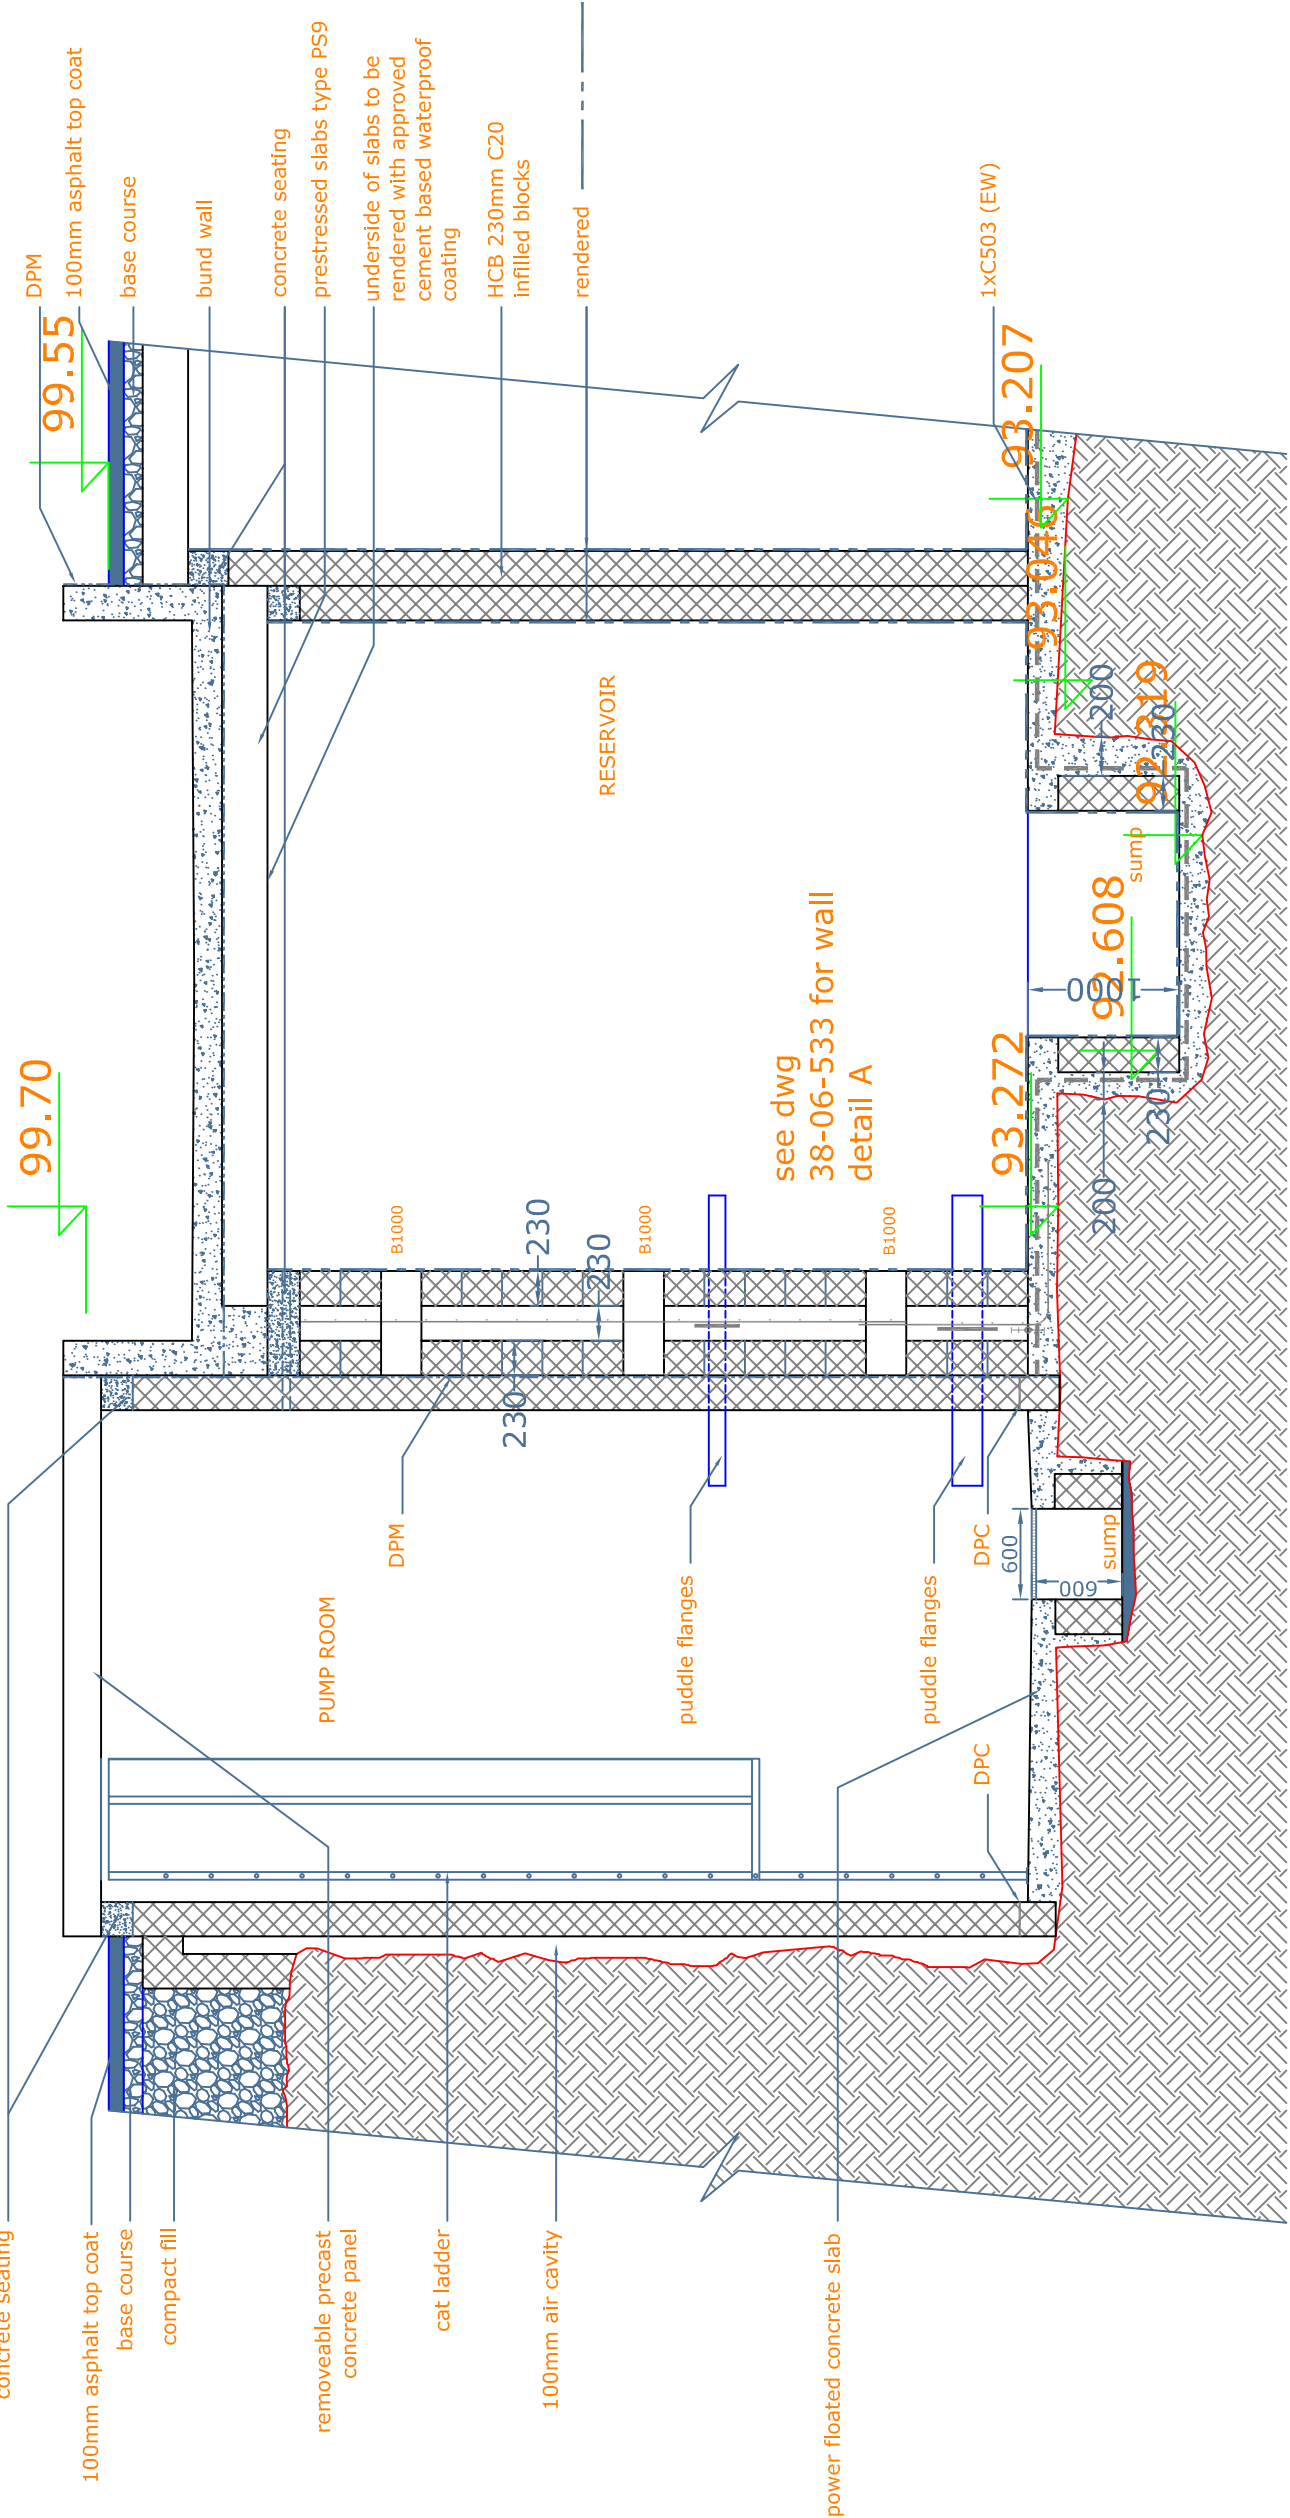 concrete seating
100mm asphalt top coat
base course
compact fill
removeable precast
concrete panel
cat ladder
100mm air cavity
power floated concrete slab
PUMP ROOM
DPC
DPM
puddle flanges
puddle flanges
DPC
600
600
sump
99.70
B1000
B1000
B1000
230
230
230
see dwg
38-06-533 for wall
detail A
93.272
RESERVOIR
200
230
1000
92.608
sump
92.319
230
200
93.046
93.207
99.55
DPM
100mm asphalt top coat
base course
bund wall
concrete seating
prestressed slabs type PS9
underside of slabs to be
rendered with approved
cement based waterproof
coating
HCB 230mm C20
infilled blocks
rendered
1xC503 (EW)